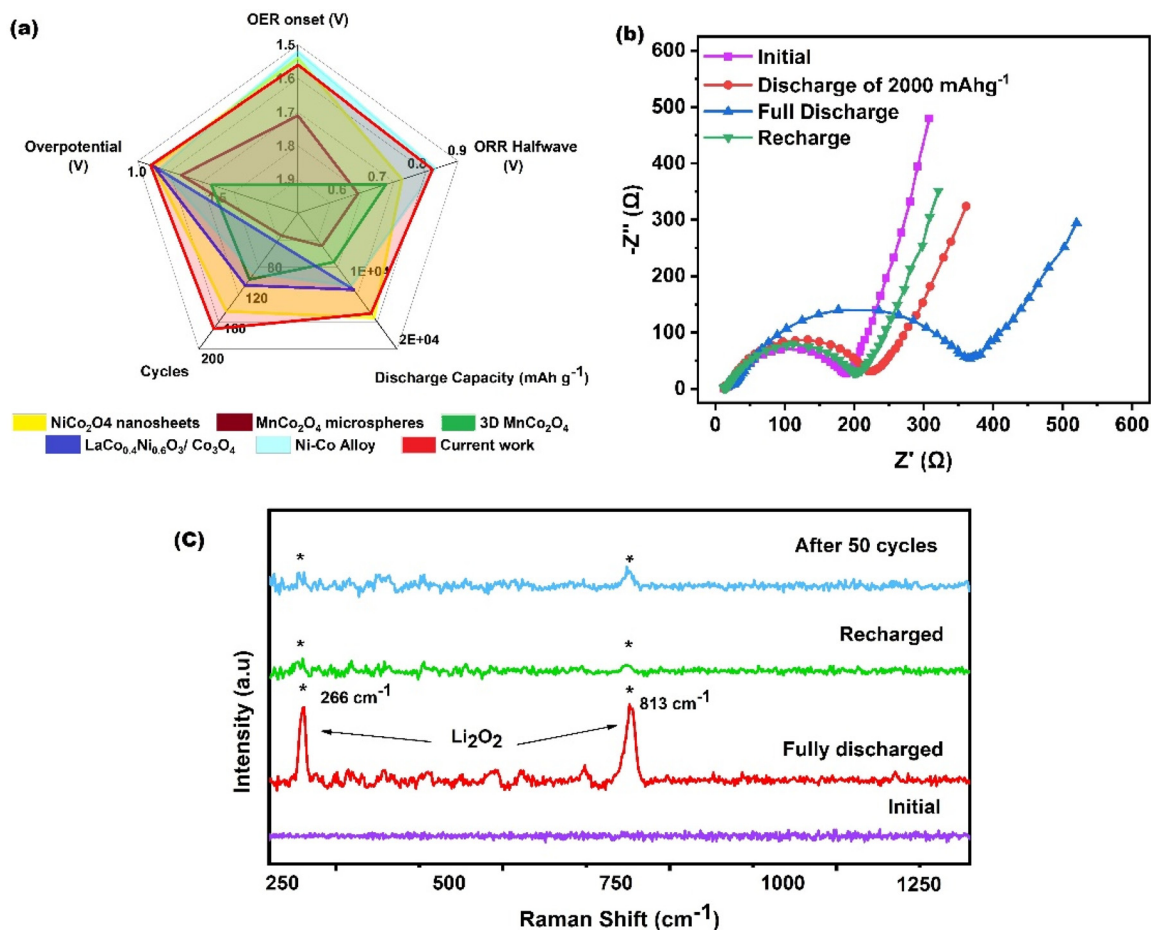 (a)
OER onset (V)
1.5
1.6
1.7
1.8
1.9
Overpotential
(V)
1.0
1.5
ORR Halfwave
(V)
0.9
0.8
0.7
0.6
80
120
160
200
Cycles
1E+04
2E+04
Discharge Capacity (mAh g⁻¹)
NiCo₂O4 nanosheets
MnCo₂O₄ microspheres
3D MnCo₂O₄
LaCo₀.₄Ni₀.₆O₃/ Co₃O₄
Ni-Co Alloy
Current work
(b)
Initial
Discharge of 2000 mAhg⁻¹
Full Discharge
Recharge
-Z" (Ω)
600
500
400
300
200
100
0
0 100 200 300 400 500 600
Z' (Ω)
(C)
After 50 cycles
* *
Recharged
* *
* 266 cm⁻¹ * 813 cm⁻¹
Li₂O₂
Fully discharged
Initial
Intensity (a.u)
250 500 750 1000 1250
Raman Shift (cm⁻¹)